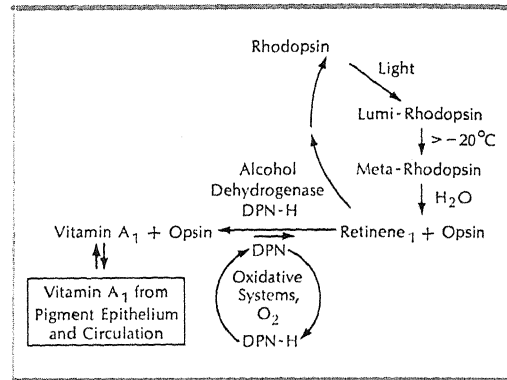 Rhodopsin
Light
Lumi-Rhodopsin
>-20°C
Meta-Rhodopsin
H₂O
Alcohol
Dehydrogenase
DPN-H
Vitamin A₁ + Opsin
Retinene₁ + Opsin
DPN
Oxidative
Systems,
O₂
DPN-H
Vitamin A₁ from
Pigment Epithelium
and Circulation